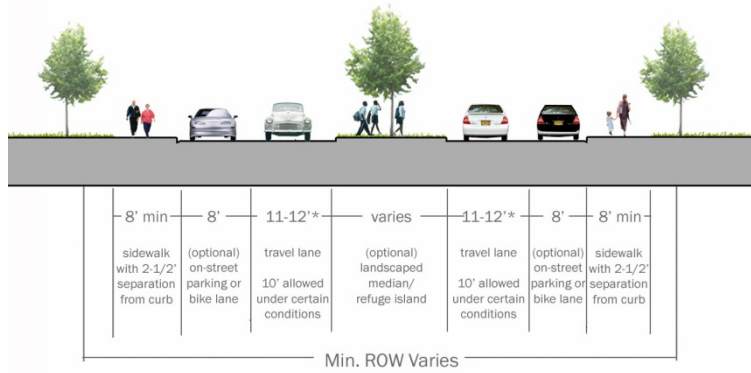 8' min
8'
11-12'*
varies
11-12'*
8'
8' min
sidewalk
with 2-1/2'
separation
from curb
(optional)
on-street
parking or
bike lane
travel lane
10' allowed
under certain
conditions
(optional)
landscaped
median/
refuge island
travel lane
10' allowed
under certain
conditions
(optional)
on-street
parking or
bike lane
sidewalk
with 2-1/2'
separation
from curb
Min. ROW Varies